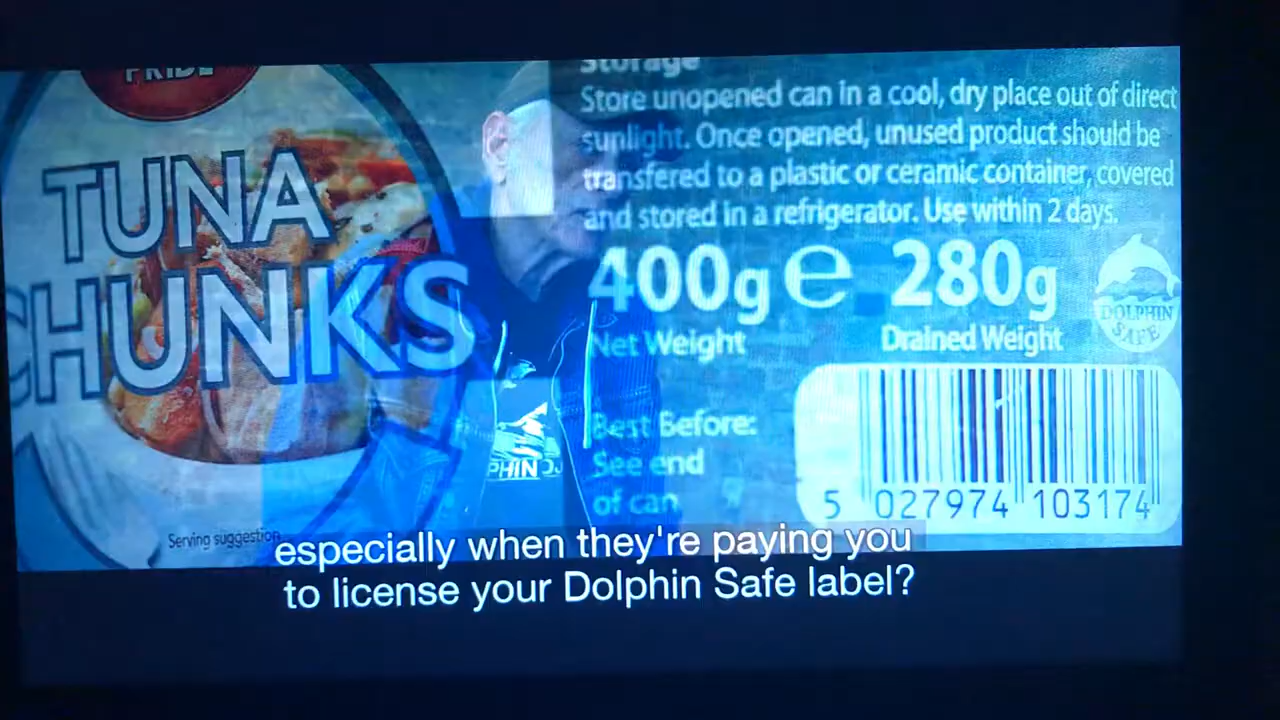 PRIDE
TUNA
CHUNKS
Serving suggestion
Storage
Store unopened can in a cool, dry place out of direct
sunlight. Once opened, unused product should be
transfered to a plastic or ceramic container, covered
and stored in a refrigerator. Use within 2 days.
400g e 280g
Net Weight Drained Weight
DOLPHIN
SAFE
Best Before:
See end
of can
PHIN
5 027974 103174
especially when they're paying you
to license your Dolphin Safe label?